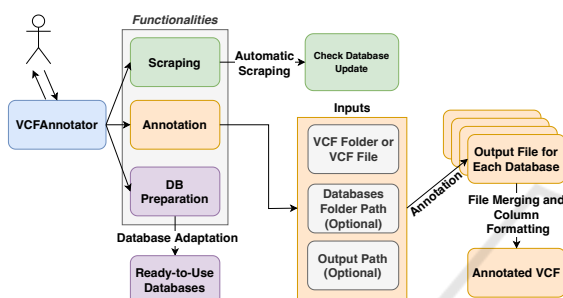 Functionalities
Scraping
Automatic
Scraping
Check Database
Update
VCFAnnotator
Annotation
Inputs
VCF Folder or
VCF File
Databases
Folder Path
(Optional)
Output Path
(Optional)
Annotation
Output File for
Each Database
File Merging and
Column
Formatting
Annotated VCF
DB
Preparation
Database Adaptation
Ready-to-Use
Databases